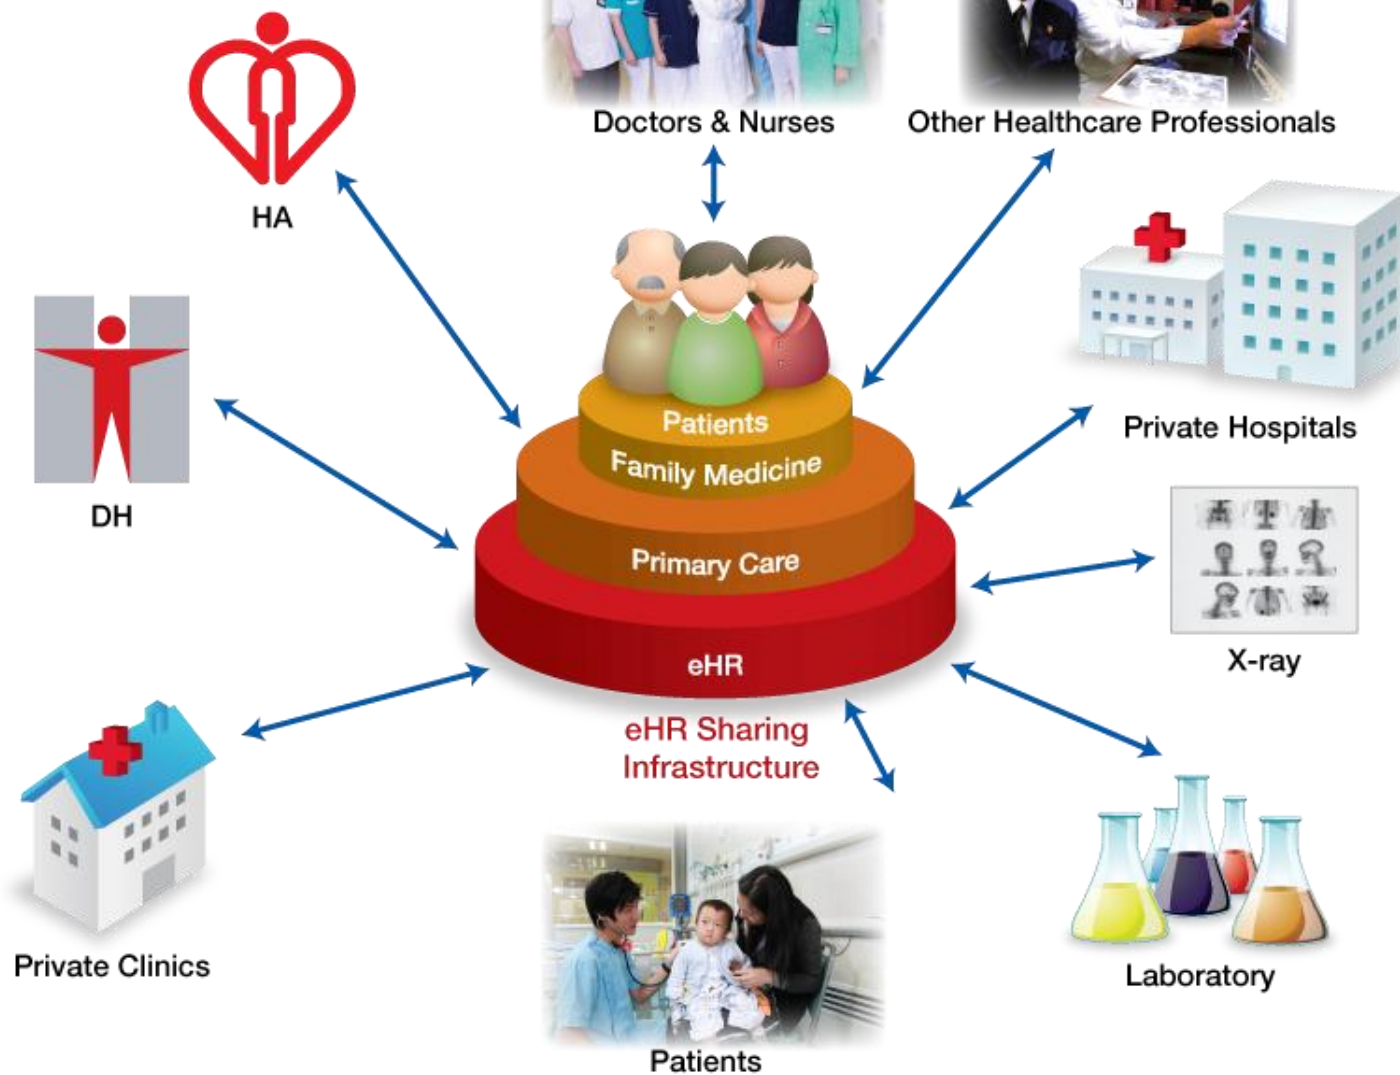 Doctors & Nurses
Other Healthcare Professionals
HA
Private Hospitals
DH
Patients
Family Medicine
Primary Care
eHR
X-ray
eHR Sharing
Infrastructure
Private Clinics
Laboratory
Patients